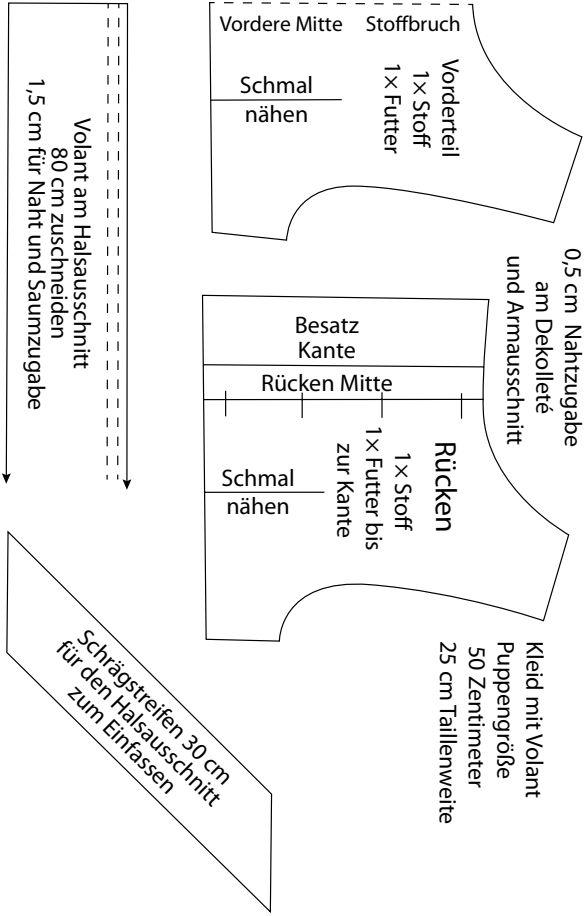 Vordere Mitte Stoffbruch
Vorderteil
1× Stoff
1× Futter
Schmal
nähen
Volant am Halsausschnitt
80 cm zuschneiden
1,5 cm für Naht und Saumzugabe
0,5 cm Nahtzugabe
am Dekolleté
und Armausschnitt
Besatz
Kante
Rücken Mitte
Rücken
1× Stoff
1× Futter bis
zur Kante
Schmal
nähen
Kleid mit Volant
Puppengröße
50 Zentimeter
25 cm Taillenweite
Schrägstreifen 30 cm
für den Halsausschnitt
zum Einfassen